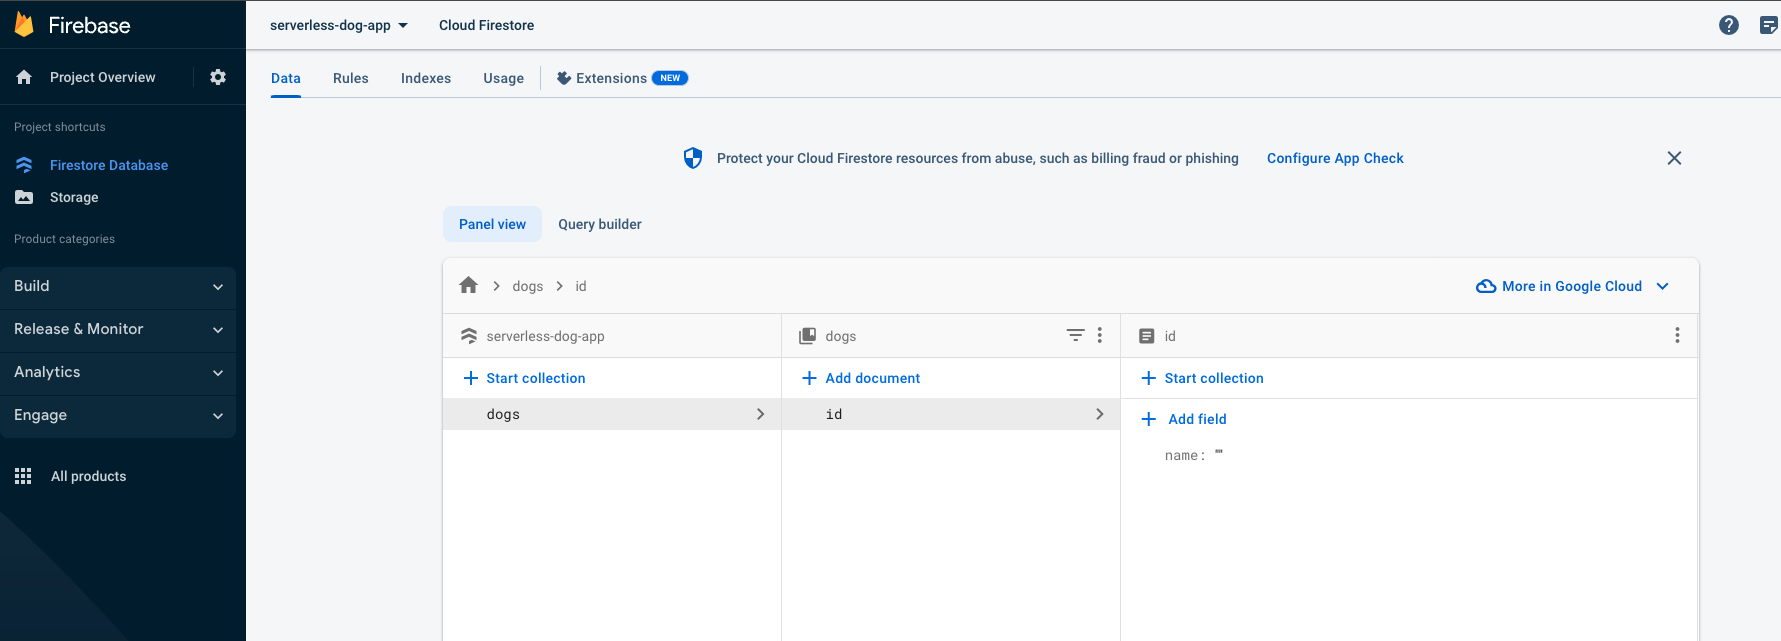 Firebase
serverless-dog-app
Cloud Firestore
Project Overview
Data
Rules
Indexes
Usage
Extensions
NEW
Project shortcuts
Firestore Database
Storage
Product categories
Build
Release & Monitor
Analytics
Engage
All products
Protect your Cloud Firestore resources from abuse, such as billing fraud or phishing
Configure App Check
Panel view
Query builder
dogs
id
More in Google Cloud
serverless-dog-app
dogs
id
Start collection
Add document
Start collection
dogs
id
Add field
name: ""